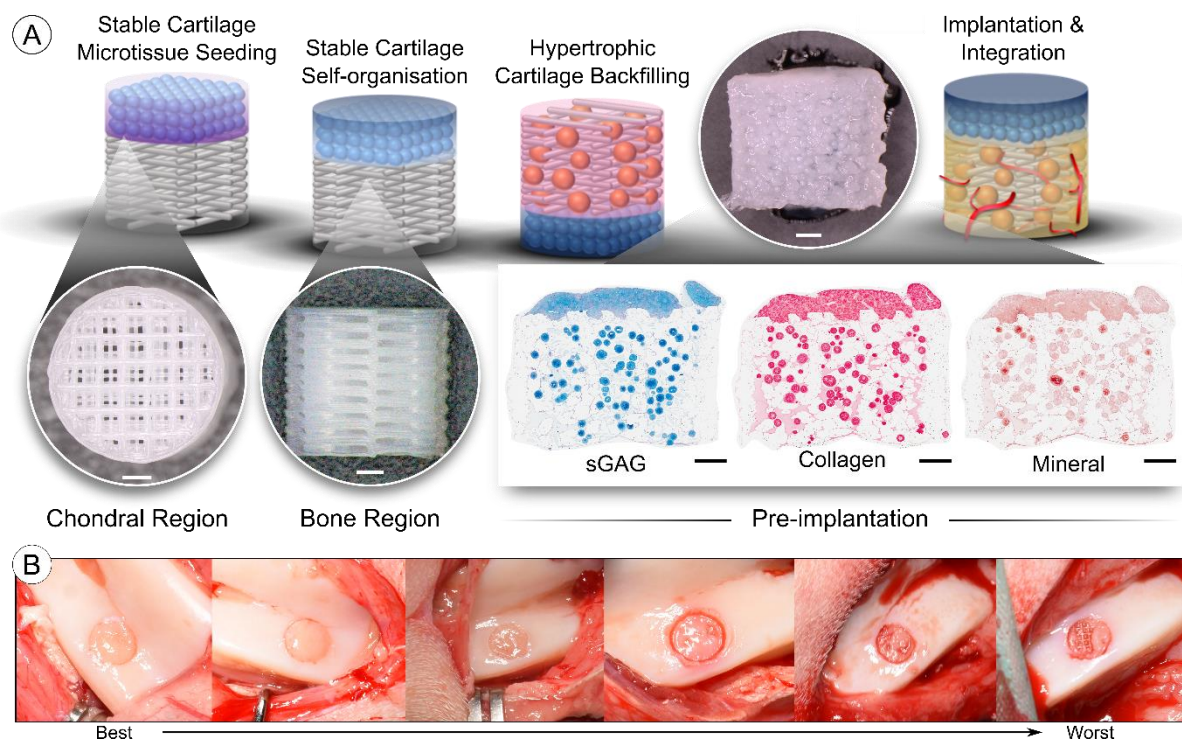 A
Stable Cartilage
Microtissue Seeding
Stable Cartilage
Self-organisation
Hypertrophic
Cartilage Backfilling
Implantation &
Integration
sGAG
Collagen
Mineral
Chondral Region
Bone Region
Pre-implantation
B
Best
Worst